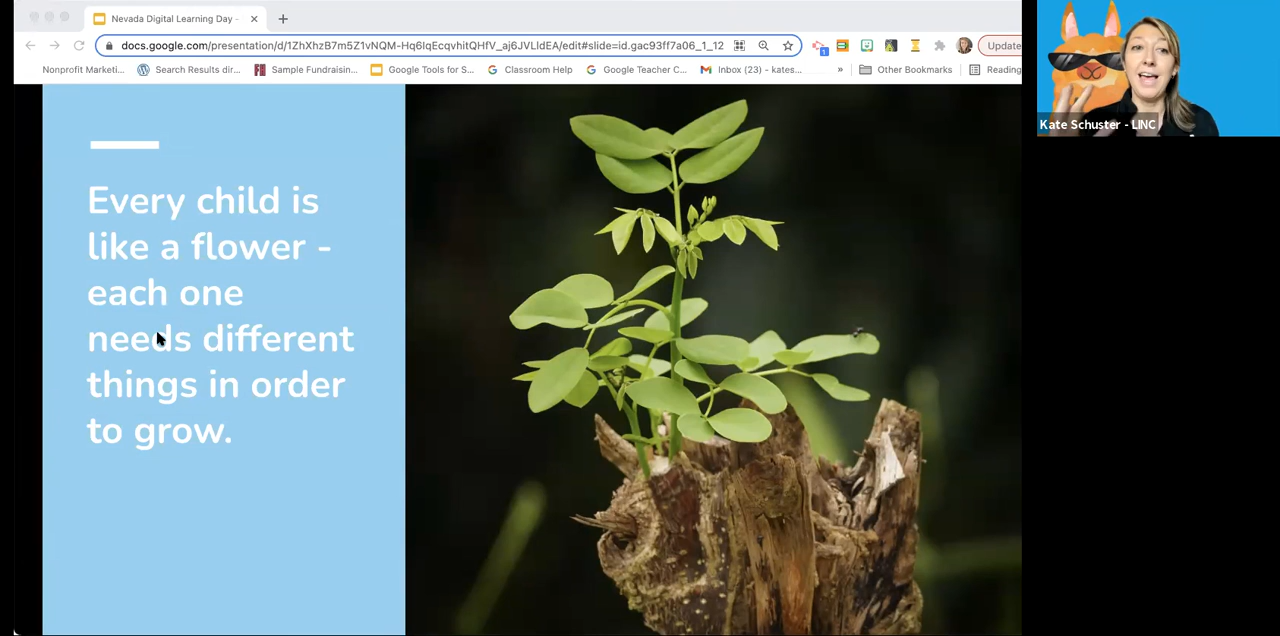 Nevada Digital Learning Day -
docs.google.com/presentation/d/1ZhXhzB7m5Z1vNQM-Hq6IqEcqvhitQHfV_aj6JVLIdEA/edit#slide=id.gac93ff7a06_1_12
Update
Nonprofit Marketi...
Search Results dir...
Sample Fundraisin...
Google Tools for S...
Classroom Help
Google Teacher C...
Inbox (23) - kates...
»
Other Bookmarks
Reading
Kate Schuster - LINC
Every child is
like a flower -
each one
needs different
things in order
to grow.